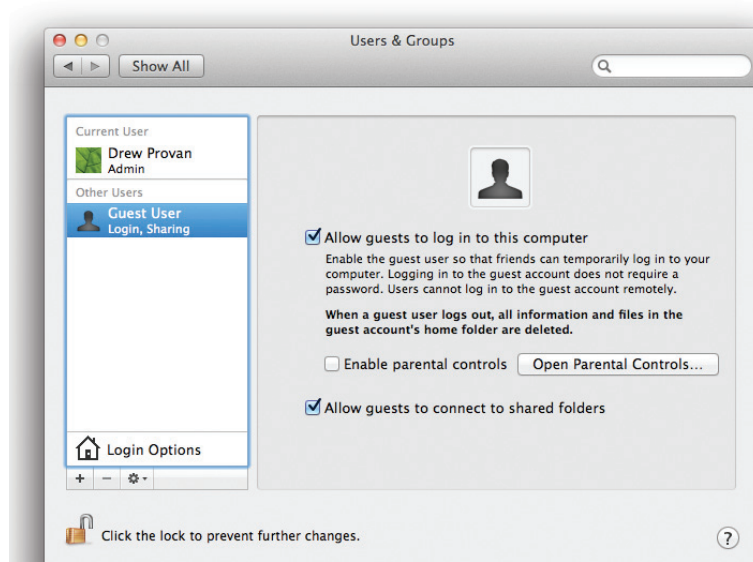 Users & Groups
Show All
Current User
Drew Provan
Admin
Other Users
Guest User
Login, Sharing
Login Options
Allow guests to log in to this computer
Enable the guest user so that friends can temporarily log in to your
computer. Logging in to the guest account does not require a
password. Users cannot log in to the guest account remotely.
When a guest user logs out, all information and files in the
guest account's home folder are deleted.
Enable parental controls
Open Parental Controls...
Allow guests to connect to shared folders
Click the lock to prevent further changes.
?